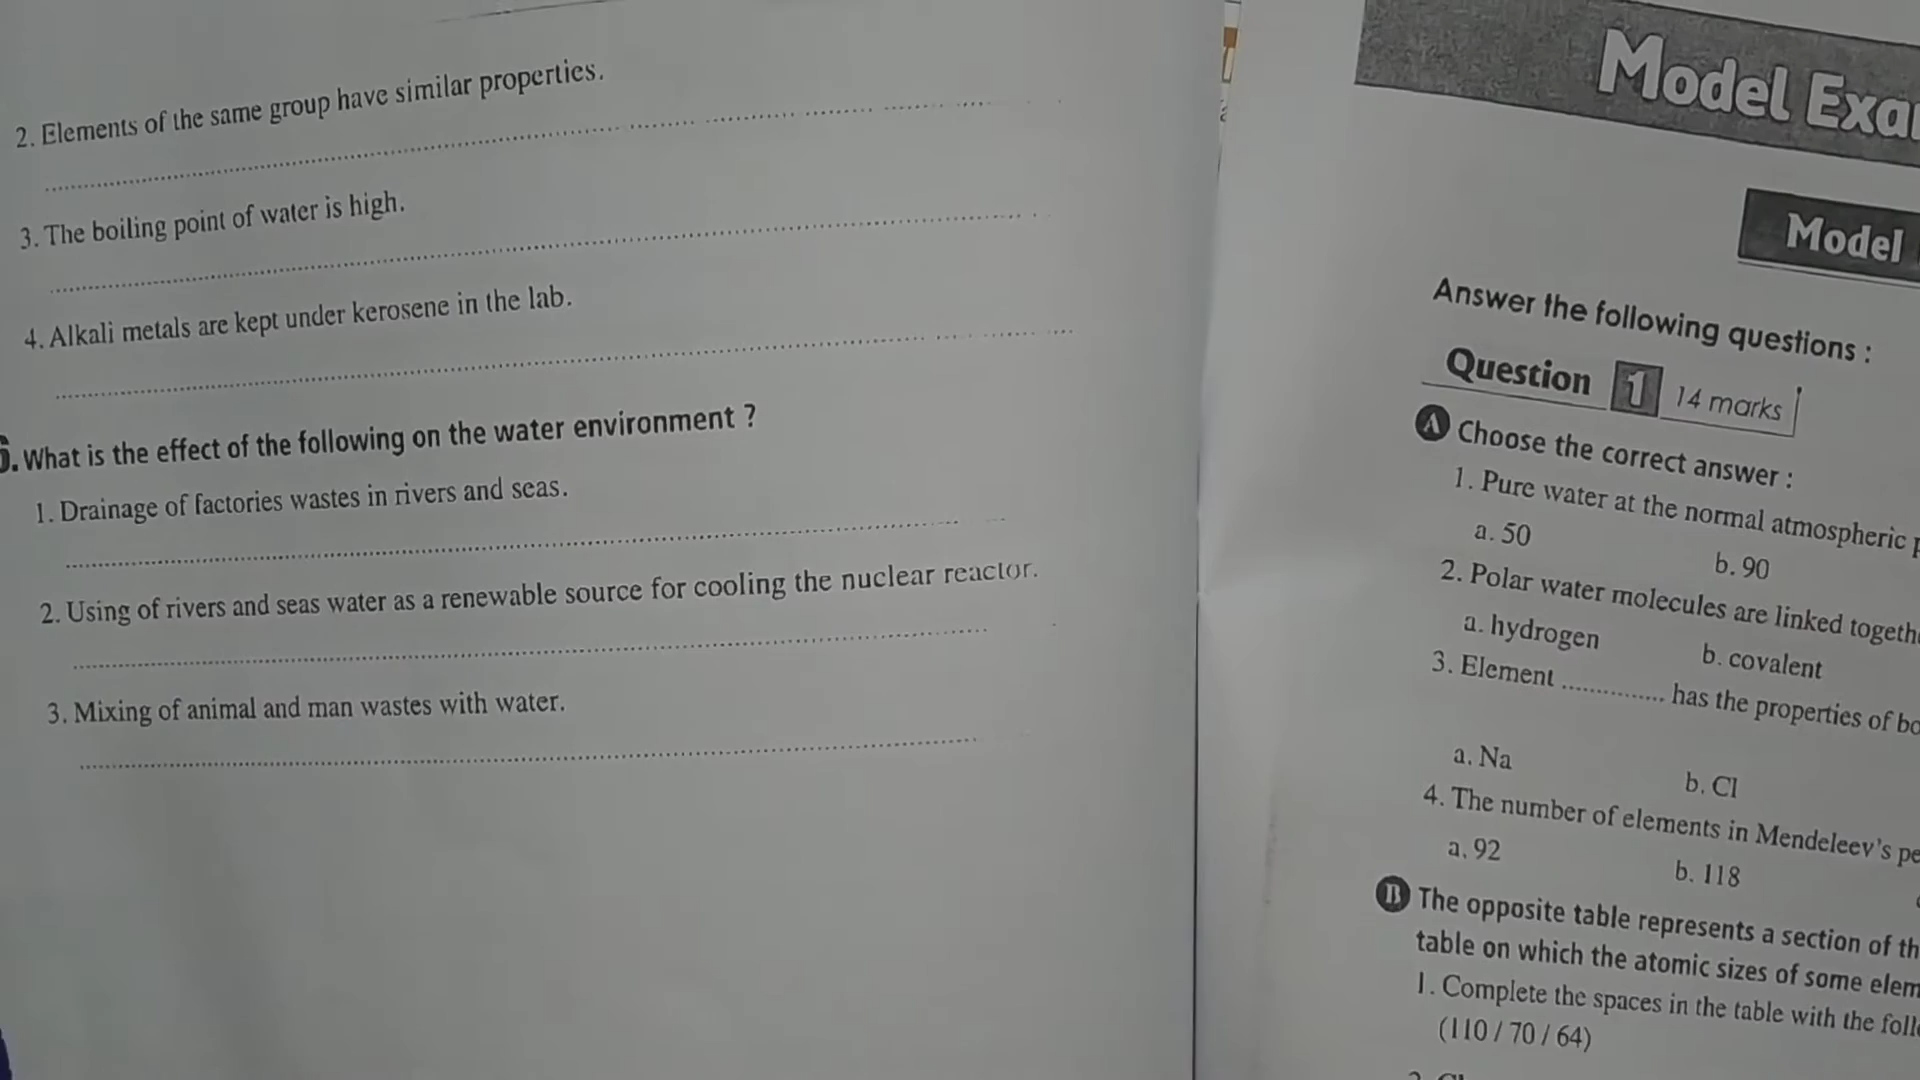 2. Elements of the same group have similar properties.
3. The boiling point of water is high.
4. Alkali metals are kept under kerosene in the lab.
6. What is the effect of the following on the water environment ?
1. Drainage of factories wastes in rivers and seas.
2. Using of rivers and seas water as a renewable source for cooling the nuclear reactor.
3. Mixing of animal and man wastes with water.
Model Exa
Model
Answer the following questions :
Question 1 14 marks
A Choose the correct answer :
1. Pure water at the normal atmospheric p
a. 50 b. 90
2. Polar water molecules are linked togeth
a. hydrogen b. covalent
3. Element .............. has the properties of bo
a. Na b. Cl
4. The number of elements in Mendeleev's pe
a. 92 b. 118
B The opposite table represents a section of th
table on which the atomic sizes of some elem
1. Complete the spaces in the table with the foll
(110 / 70 / 64)